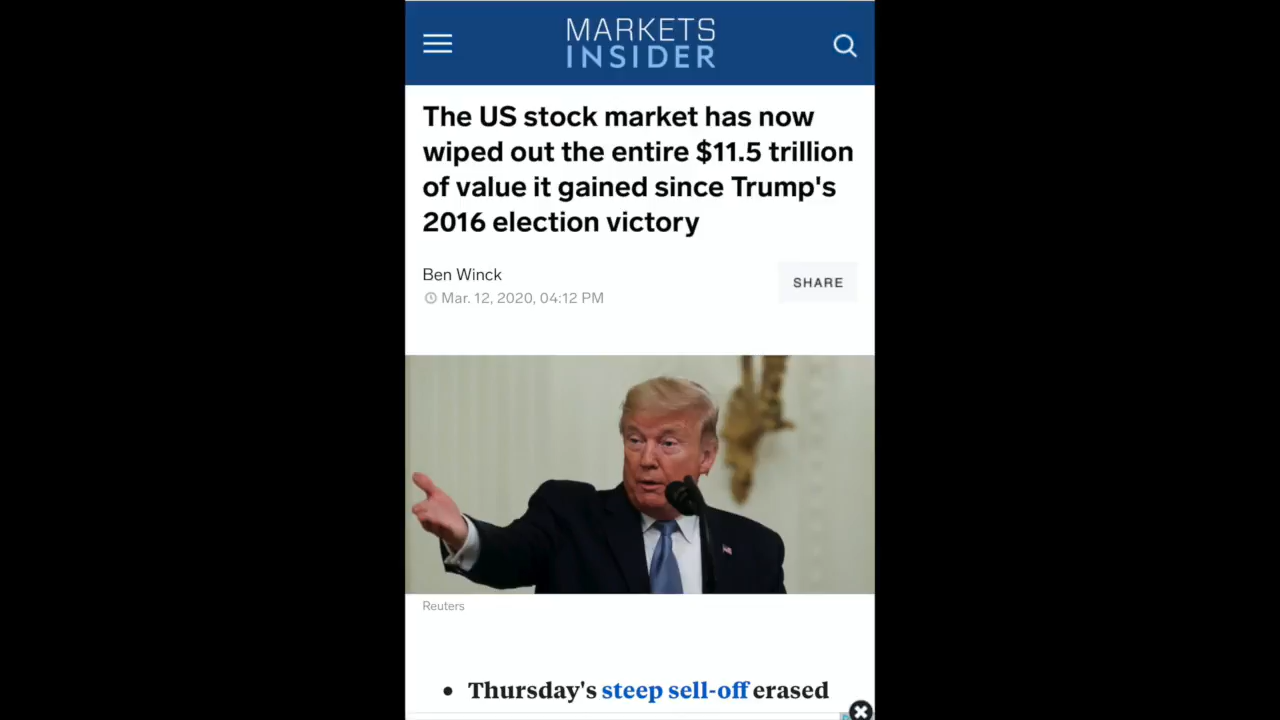 MARKETS
INSIDER
The US stock market has now
wiped out the entire $11.5 trillion
of value it gained since Trump's
2016 election victory
Ben Winck
SHARE
Mar. 12, 2020, 04:12 PM
Reuters
• Thursday's steep sell-off erased